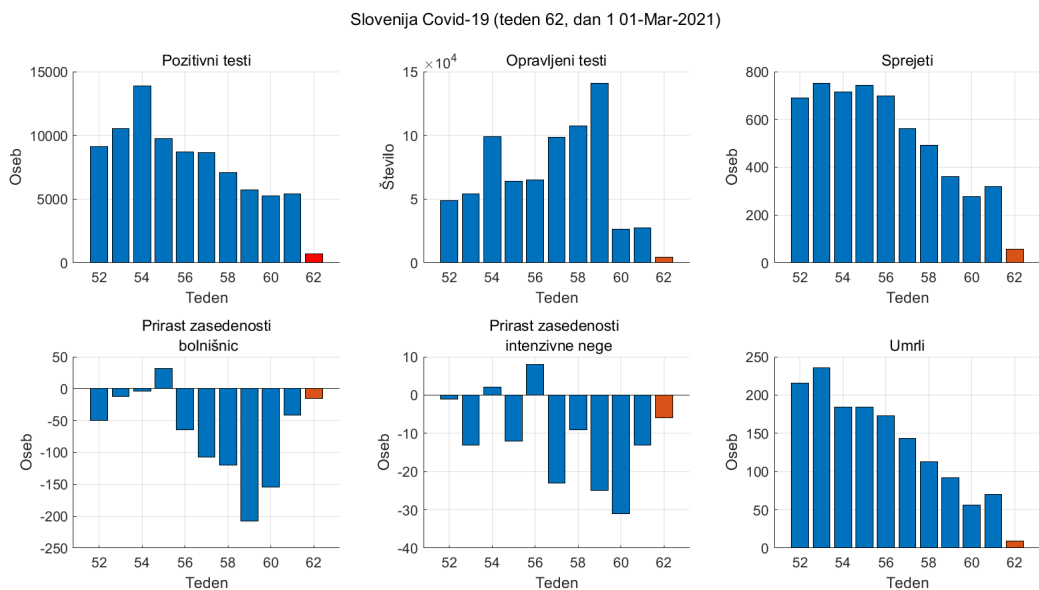 Slovenija Covid-19 (teden 62, dan 1 01-Mar-2021)
Pozitivni testi
15000
10000
5000
0
Oseb
52 54 56 58 60 62
Teden
Opravljeni testi
×10⁴
15
10
5
0
Število
52 54 56 58 60 62
Teden
Sprejeti
800
600
400
200
0
Oseb
52 54 56 58 60 62
Teden
Prirast zasedenosti
bolnišnic
50
0
-50
-100
-150
-200
-250
Oseb
52 54 56 58 60 62
Teden
Prirast zasedenosti
intenzivne nege
10
0
-10
-20
-30
-40
Oseb
52 54 56 58 60 62
Teden
Umrli
250
200
150
100
50
0
Oseb
52 54 56 58 60 62
Teden